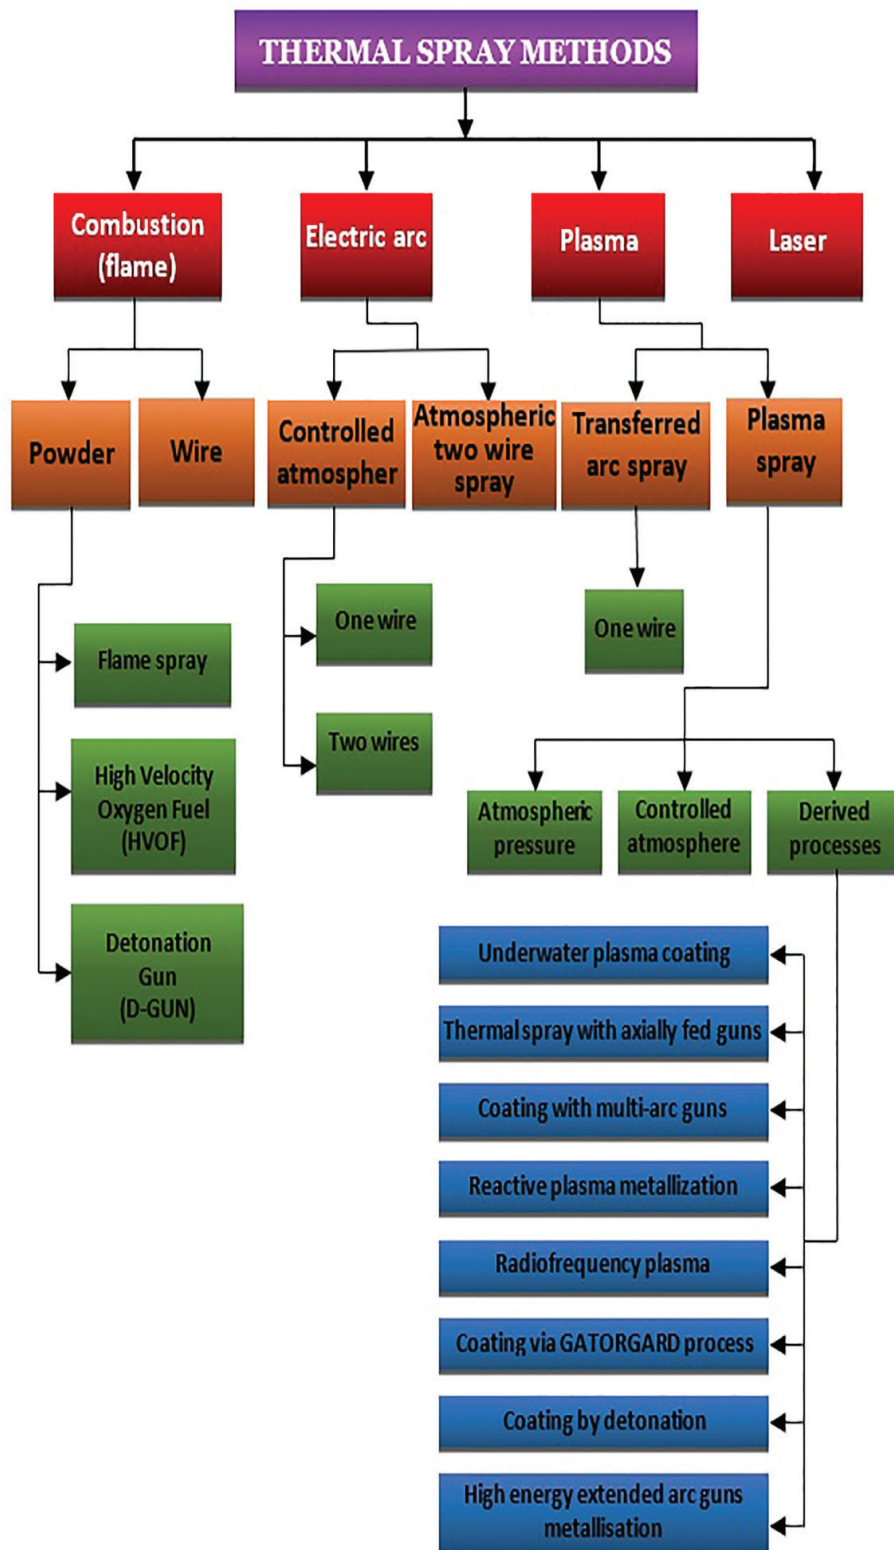 THERMAL SPRAY METHODS
Combustion
(flame)
Electric arc
Plasma
Laser
Powder
Wire
Controlled
atmospher
Atmospheric
two wire
spray
Transferred
arc spray
Plasma
spray
Flame spray
High Velocity
Oxygen Fuel
(HVOF)
Detonation
Gun
(D-GUN)
One wire
Two wires
One wire
Atmospheric
pressure
Controlled
atmosphere
Derived
processes
Underwater plasma coating
Thermal spray with axially fed guns
Coating with multi-arc guns
Reactive plasma metallization
Radiofrequency plasma
Coating via GATORGARD process
Coating by detonation
High energy extended arc guns
metallisation